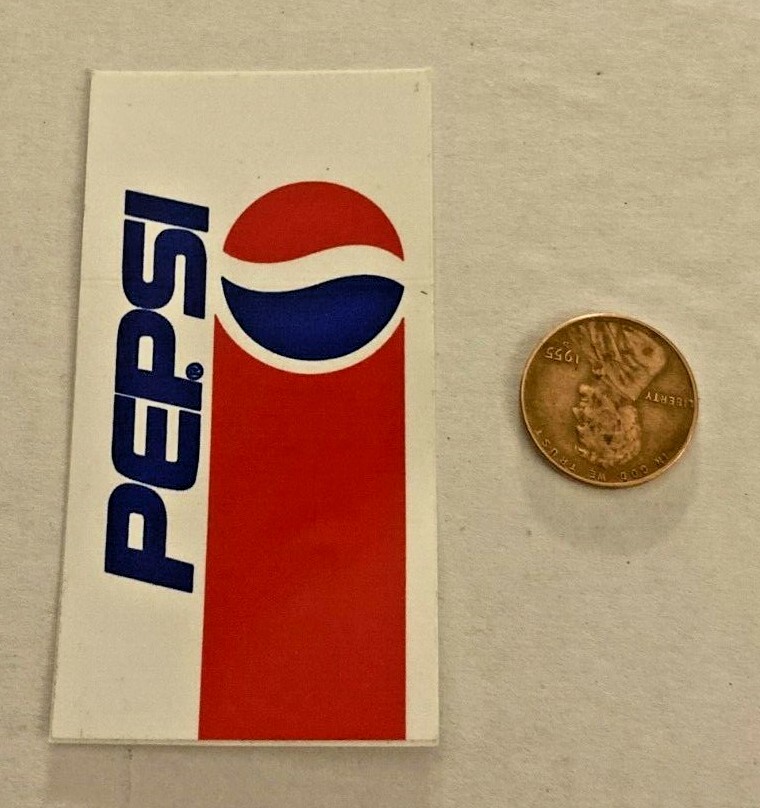 PEPSI®
IN GOD WE TRUST
LIBERTY
1955